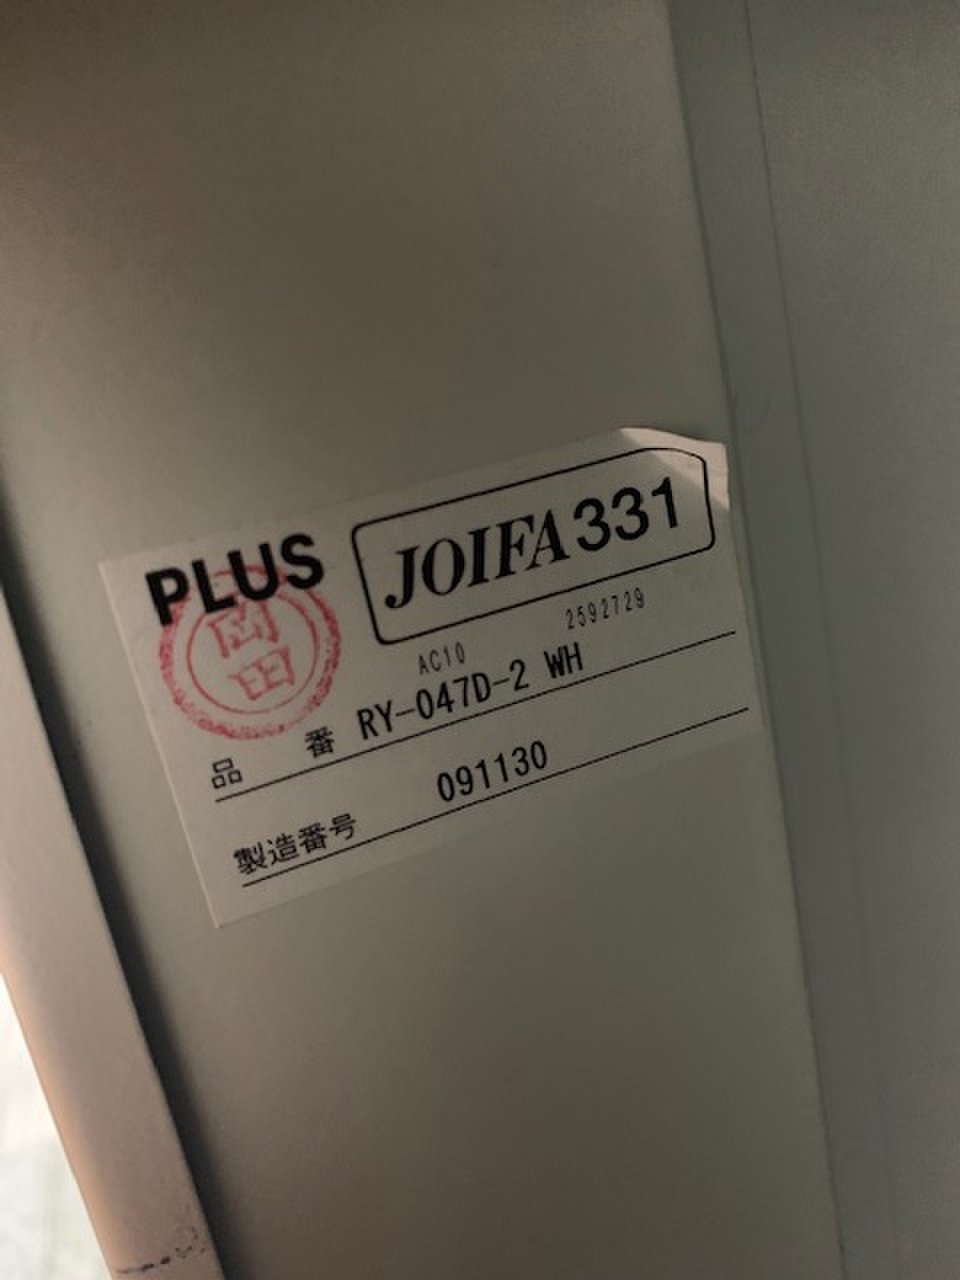 PLUS JOIFA 331
岡田
AC10 2592729
品番 RY-047D-2 WH
製造番号 091130